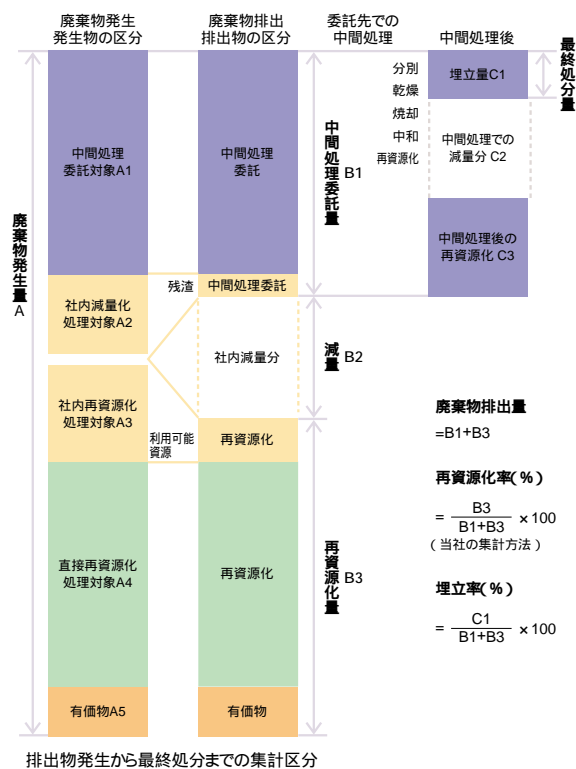 廃棄物発生
発生物の区分
廃棄物排出
排出物の区分
委託先での
中間処理
中間処理後
最終処分量
廃棄物発生量 A
中間処理
委託対象A1
社内減量化
処理対象A2
社内再資源化
処理対象A3
直接再資源化
処理対象A4
有価物A5
残渣
利用可能
資源
中間処理
委託
中間処理委託
社内減量分
再資源化
再資源化
有価物
中間処理委託量 B1
減量 B2
再資源化量 B3
分別
乾燥
焼却
中和
再資源化
埋立量C1
中間処理での
減量分 C2
中間処理後の
再資源化 C3
廃棄物排出量
=B1+B3
再資源化率(%)
= B3
B1+B3
×100
(当社の集計方法)
埋立率(%)
= C1
B1+B3
×100
排出物発生から最終処分までの集計区分